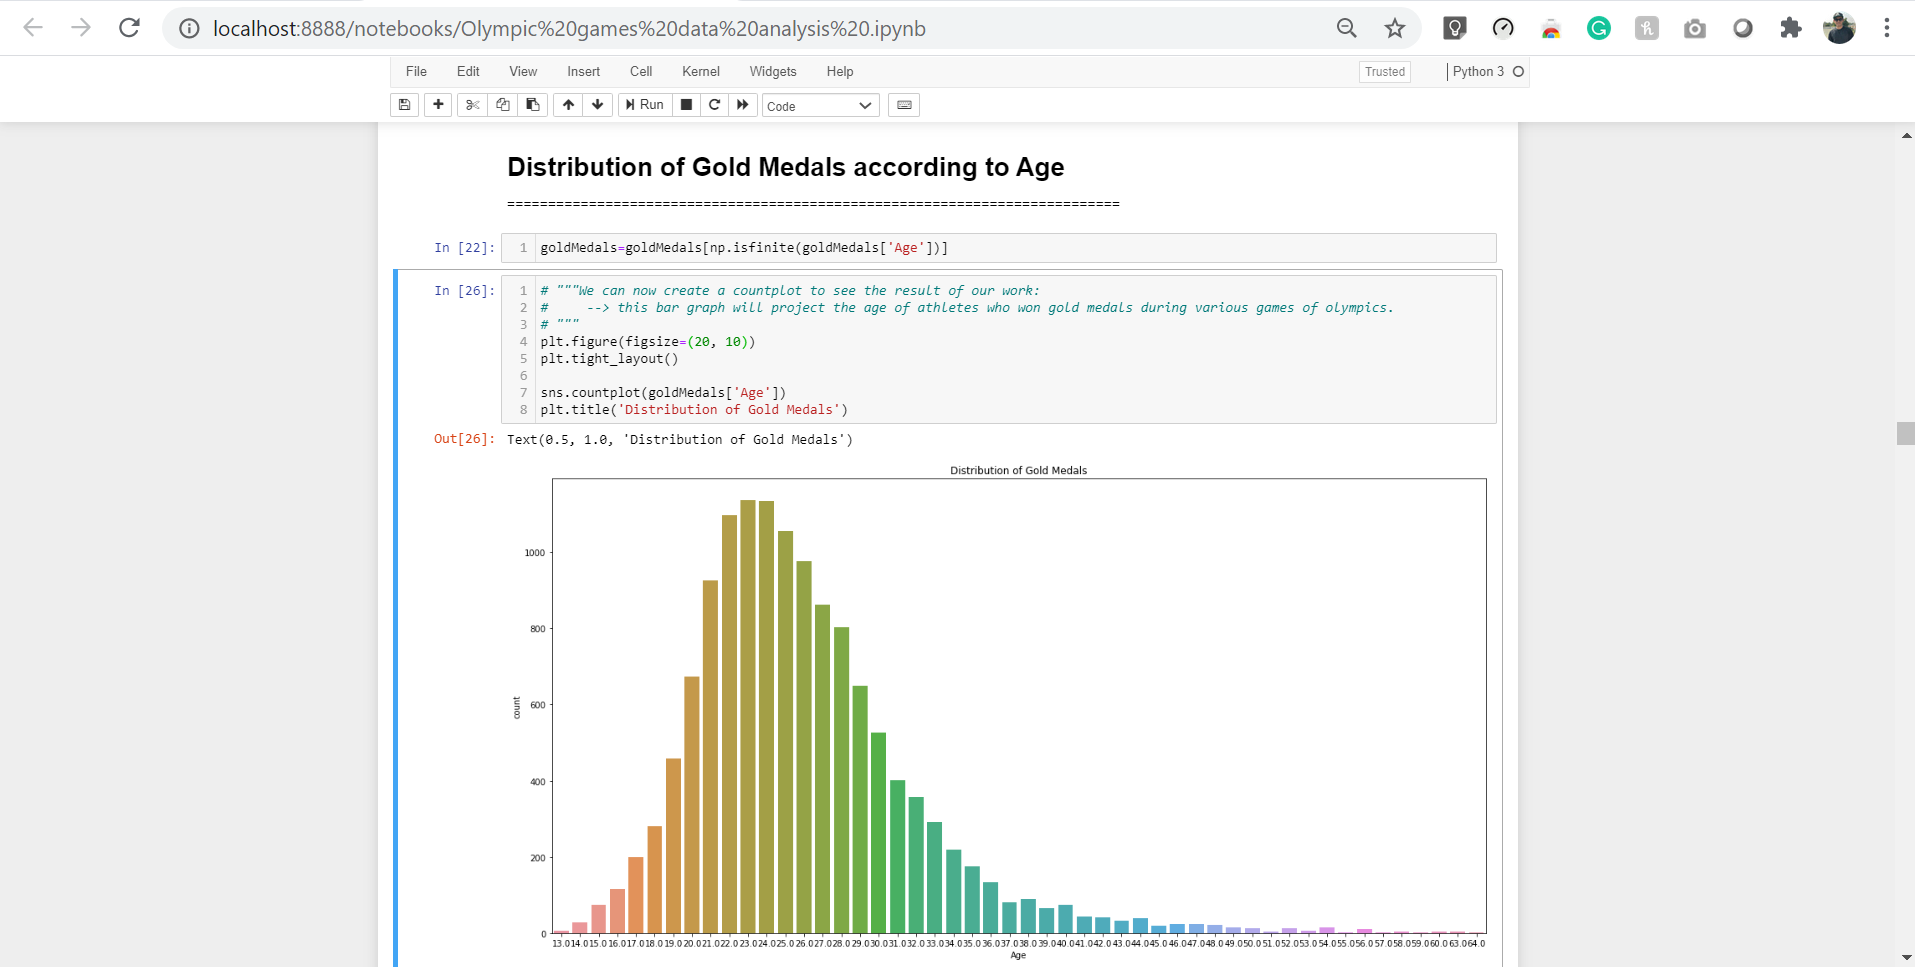 localhost:8888/notebooks/Olympic%20games%20data%20analysis%20.ipynb
File Edit View Insert Cell Kernel Widgets Help Trusted Python 3
Run Code
Distribution of Gold Medals according to Age
===========================================================================
In [22]: 1 goldMedals=goldMedals[np.isfinite(goldMedals['Age'])]
In [26]: 1 # """We can now create a countplot to see the result of our work:
2 #     --> this bar graph will project the age of athletes who won gold medals during various games of olympics.
3 # """
4 plt.figure(figsize=(20, 10))
5 plt.tight_layout()
6
7 sns.countplot(goldMedals['Age'])
8 plt.title('Distribution of Gold Medals')
Out[26]: Text(0.5, 1.0, 'Distribution of Gold Medals')
Distribution of Gold Medals
1000
800
600
count
400
200
0
13.0 14.0 15.0 16.0 17.0 18.0 19.0 20.0 21.0 22.0 23.0 24.0 25.0 26.0 27.0 28.0 29.0 30.0 31.0 32.0 33.0 34.0 35.0 36.0 37.0 38.0 39.0 40.0 41.0 42.0 43.0 44.0 45.0 46.0 47.0 48.0 49.0 50.0 51.0 52.0 53.0 54.0 55.0 56.0 57.0 58.0 59.0 60.0 63.0 64.0
Age